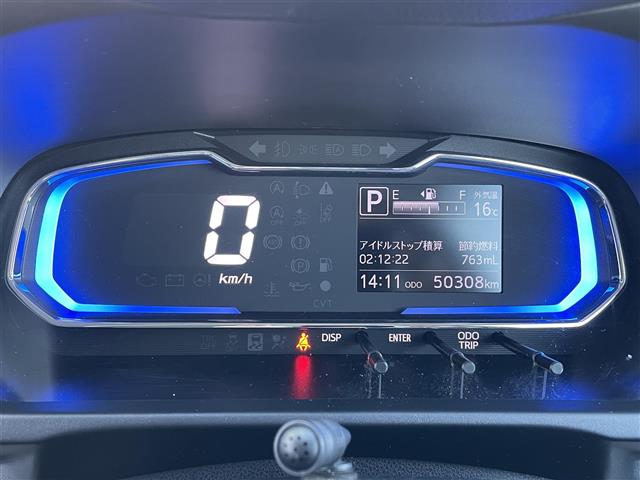 0
km/h
P E F 外気温
16℃
アイドルストップ積算 節約燃料
02:12:22 763mL
14:11 ODO 50308km
CVT
DISP ENTER ODO
TRIP